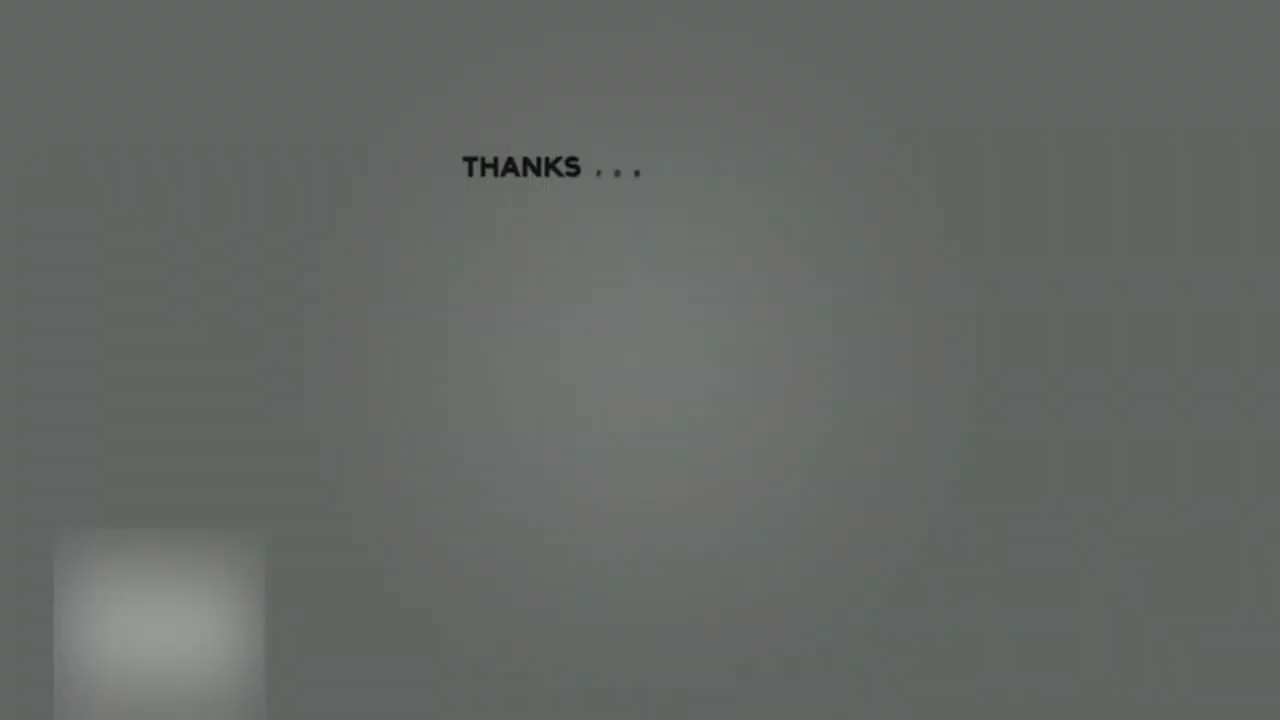 THANKS . . .